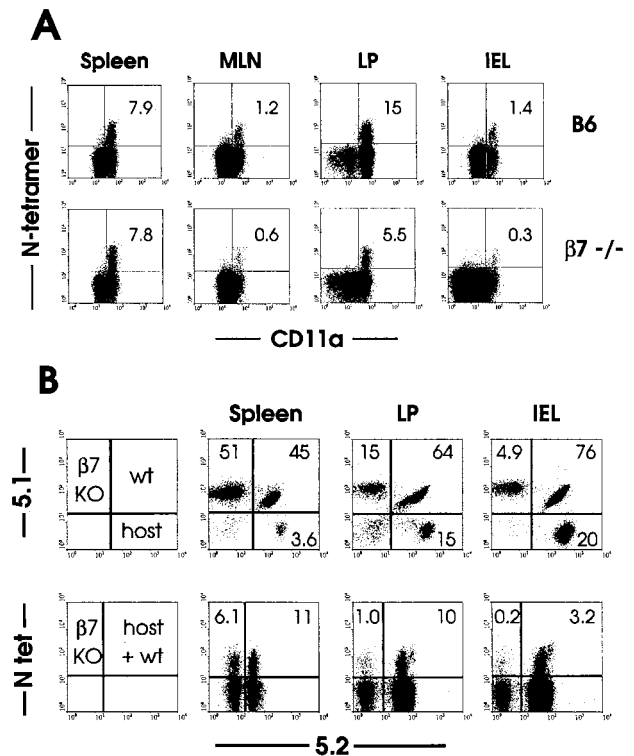 A
Spleen MLN LP IEL
7.9 1.2 15 1.4 B6
N-tetramer
7.8 0.6 5.5 0.3 β7 -/-
CD11a
B
Spleen LP IEL
β7 KO wt host
51 45 3.6
15 64 15
4.9 76 20
5.1
β7 KO host + wt
6.1 11
1.0 10
0.2 3.2
N tet
5.2